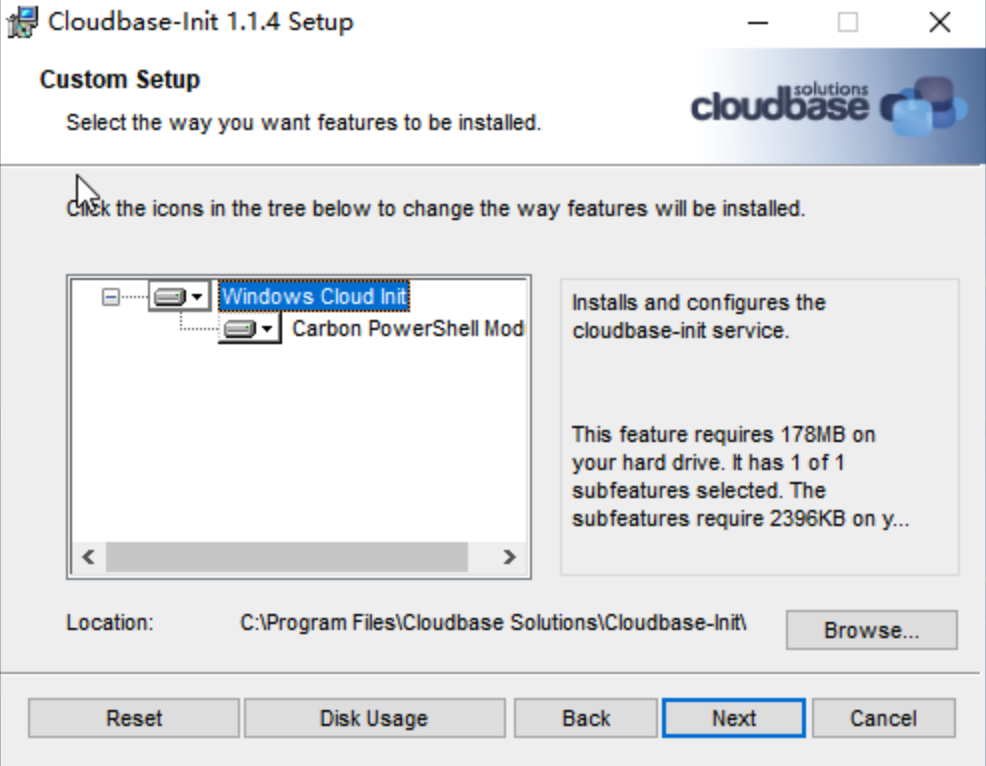 Cloudbase-Init 1.1.4 Setup
Custom Setup
Select the way you want features to be installed.
solutions
cloudbase
Click the icons in the tree below to change the way features will be installed.
Windows Cloud Init
Carbon PowerShell Mod
Installs and configures the
cloudbase-init service.
This feature requires 178MB on
your hard drive. It has 1 of 1
subfeatures selected. The
subfeatures require 2396KB on y...
Location:
C:\Program Files\Cloudbase Solutions\Cloudbase-Init\
Browse...
Reset
Disk Usage
Back
Next
Cancel